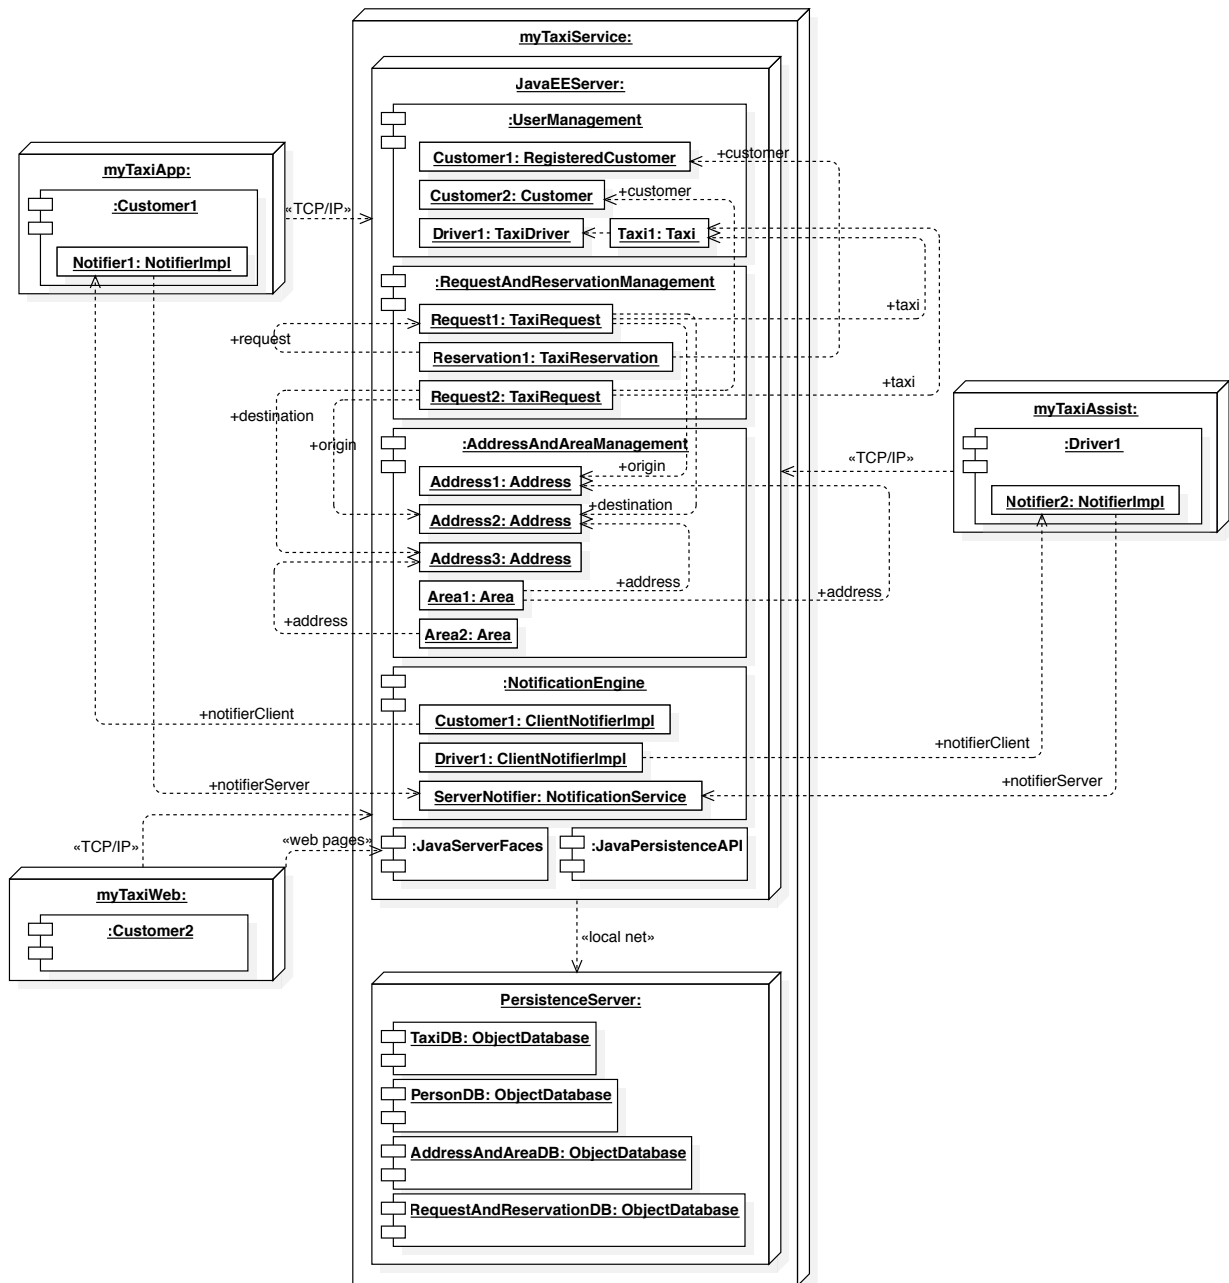 myTaxiService:
JavaEEServer:
:UserManagement
Customer1: RegisteredCustomer
+customer
Customer2: Customer
+customer
Driver1: TaxiDriver
Taxi1: Taxi
myTaxiApp:
:Customer1
Notifier1: NotifierImpl
«TCP/IP»
:RequestAndReservationManagement
Request1: TaxiRequest
+taxi
+request
Reservation1: TaxiReservation
Request2: TaxiRequest
+taxi
+destination
+origin
:AddressAndAreaManagement
+origin
Address1: Address
+destination
Address2: Address
Address3: Address
+address
Area1: Area
+address
+address
Area2: Area
myTaxiAssist:
:Driver1
«TCP/IP»
Notifier2: NotifierImpl
:NotificationEngine
+notifierClient
Customer1: ClientNotifierImpl
+notifierClient
Driver1: ClientNotifierImpl
+notifierServer
ServerNotifier: NotificationService
+notifierServer
«TCP/IP»
«web pages»
:JavaServerFaces
:JavaPersistenceAPI
myTaxiWeb:
:Customer2
«local net»
PersistenceServer:
TaxiDB: ObjectDatabase
PersonDB: ObjectDatabase
AddressAndAreaDB: ObjectDatabase
RequestAndReservationDB: ObjectDatabase